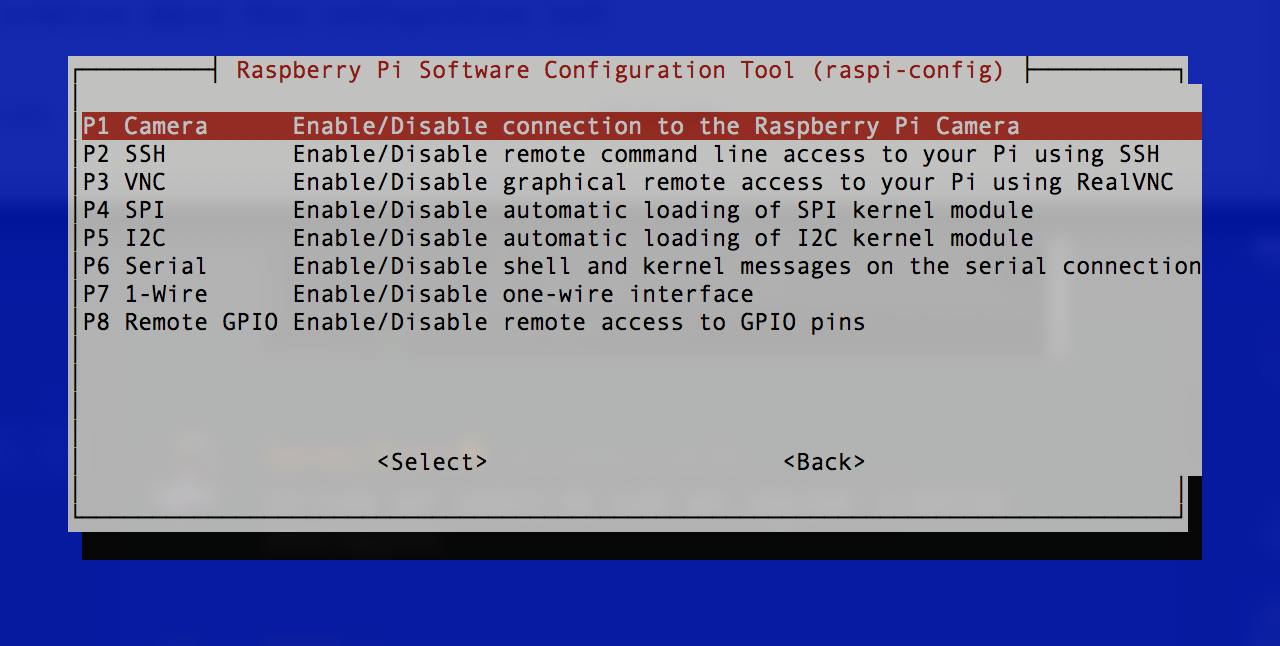 Raspberry Pi Software Configuration Tool (raspi-config)
P1 Camera Enable/Disable connection to the Raspberry Pi Camera
P2 SSH Enable/Disable remote command line access to your Pi using SSH
P3 VNC Enable/Disable graphical remote access to your Pi using RealVNC
P4 SPI Enable/Disable automatic loading of SPI kernel module
P5 I2C Enable/Disable automatic loading of I2C kernel module
P6 Serial Enable/Disable shell and kernel messages on the serial connection
P7 1-Wire Enable/Disable one-wire interface
P8 Remote GPIO Enable/Disable remote access to GPIO pins
<Select> <Back>